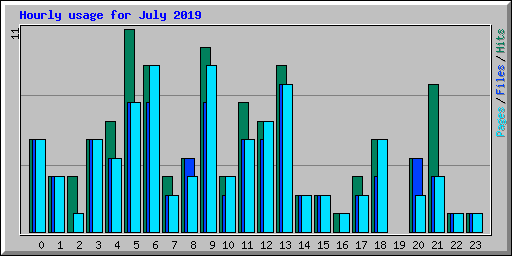 Hourly usage for July 2019
11
Pages/Files/Hits
0 1 2 3 4 5 6 7 8 9 10 11 12 13 14 15 16 17 18 19 20 21 22 23